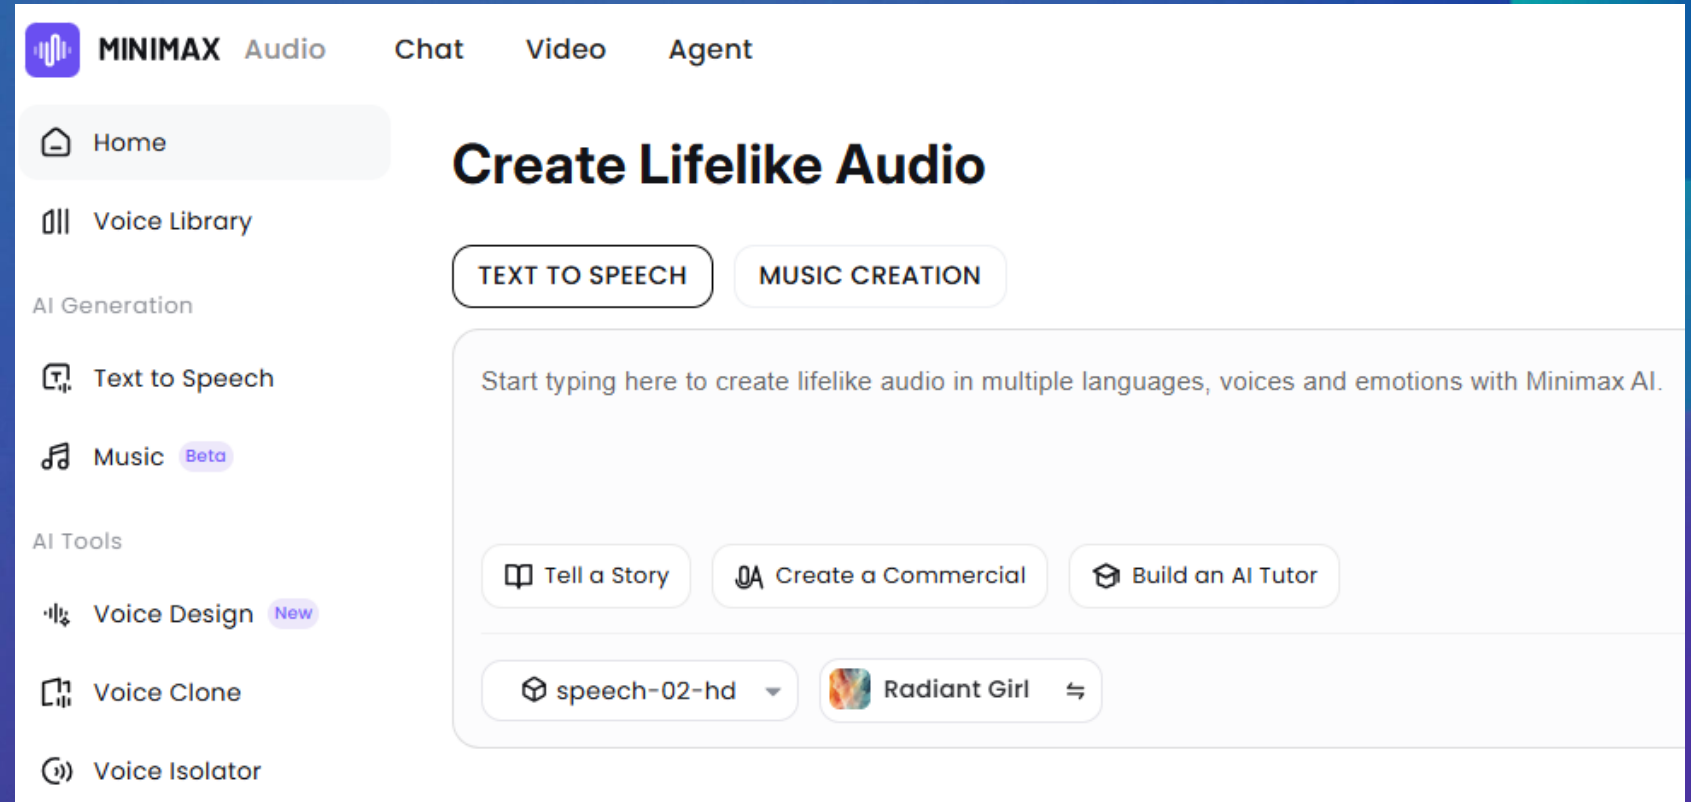 MINIMAX Audio Chat Video Agent
Home
Voice Library
AI Generation
Text to Speech
Music Beta
AI Tools
Voice Design New
Voice Clone
Voice Isolator
Create Lifelike Audio
TEXT TO SPEECH MUSIC CREATION
Start typing here to create lifelike audio in multiple languages, voices and emotions with Minimax AI.
Tell a Story Create a Commercial Build an AI Tutor
speech-02-hd Radiant Girl